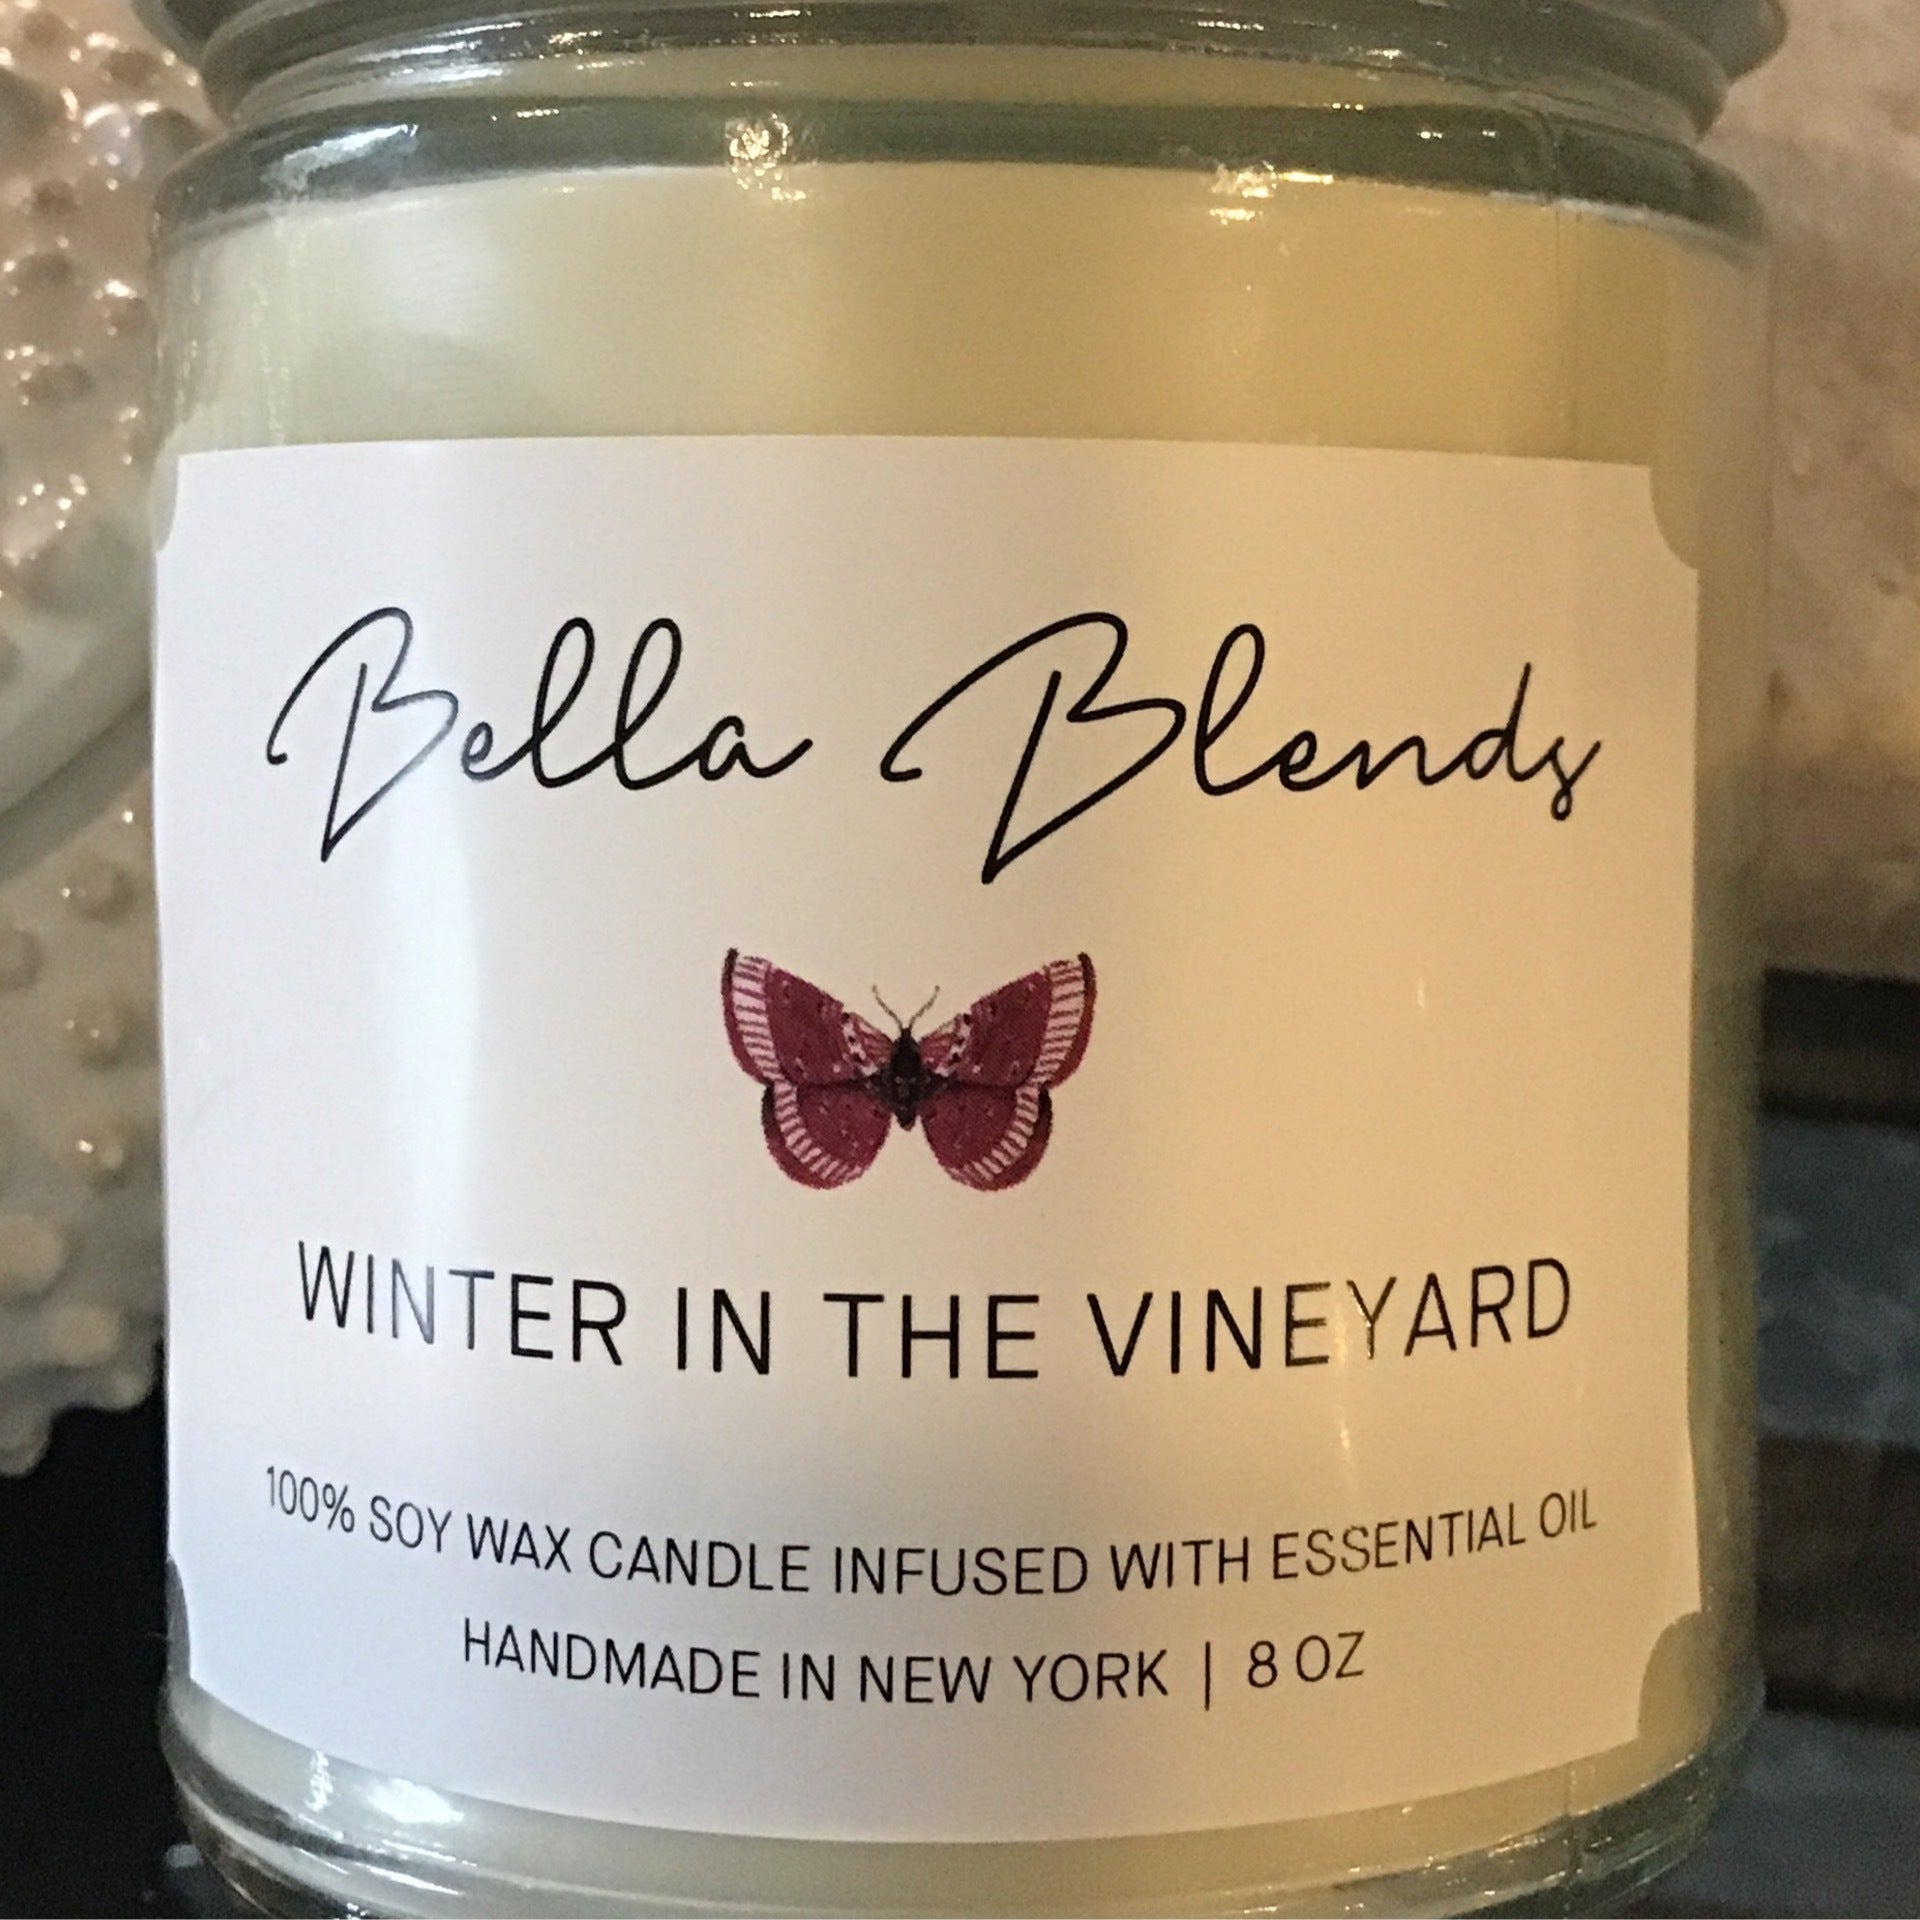 Bella Blends
WINTER IN THE VINEYARD
100% SOY WAX CANDLE INFUSED WITH ESSENTIAL OIL
HANDMADE IN NEW YORK | 8 OZ